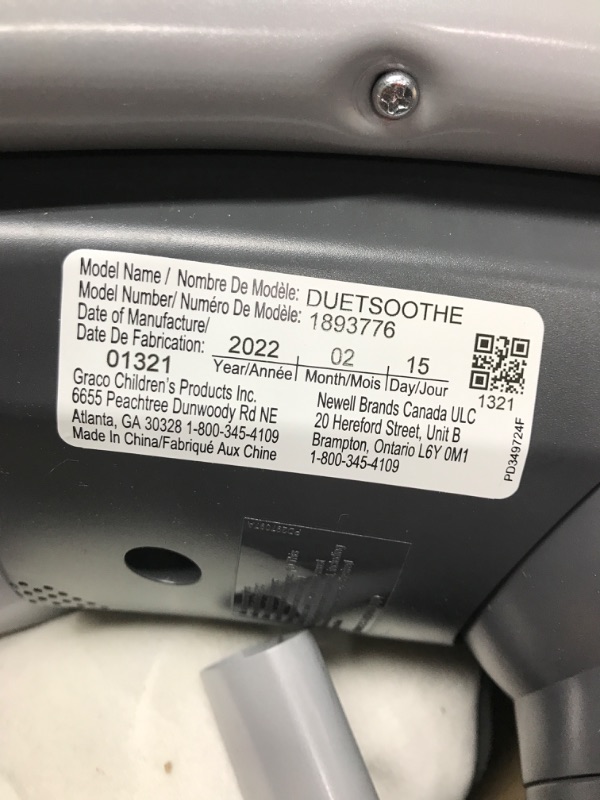 Model Name / Nombre De Modèle: DUETSOOTHE
Model Number/ Numéro De Modèle: 1893776
Date of Manufacture/
Date De Fabrication: 2022 02 15
01321 Year/Année Month/Mois Day/Jour
1321
Graco Children's Products Inc.
6655 Peachtree Dunwoody Rd NE
Atlanta, GA 30328 1-800-345-4109
Made In China/Fabriqué Aux Chine
Newell Brands Canada ULC
20 Hereford Street, Unit B
Brampton, Ontario L6Y 0M1
1-800-345-4109
PD349724F